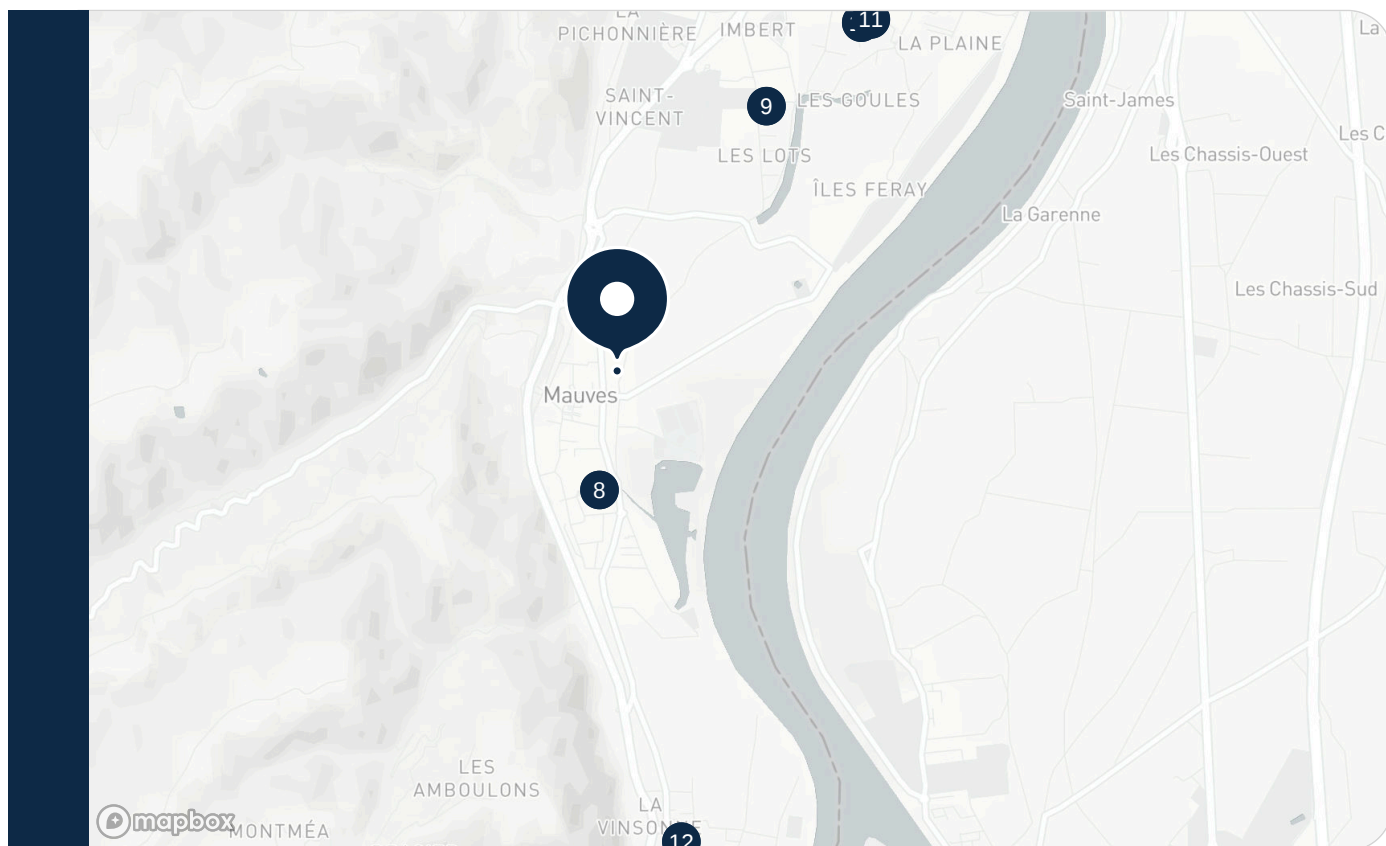 LA
PICHONNIÈRE
IMBERT
11
LA PLAINE
La
SAINT-
VINCENT
9
LES GOULES
Saint-James
Les C
LES LOTS
Les Chassis-Ouest
ÎLES FERAY
La Garenne
Les Chassis-Sud
Mauves
8
LES
AMBOULONS
LA
VINSONNE
mapbox
MONTMÉA
12